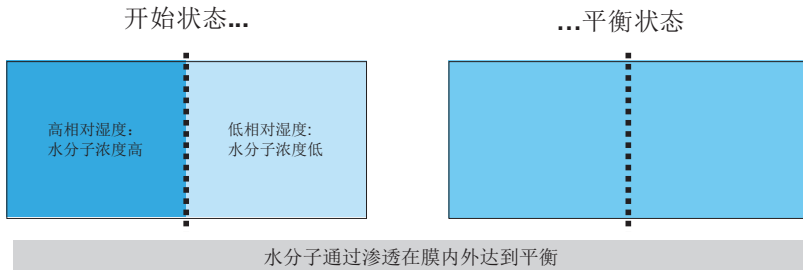 开始状态...
...平衡状态
高相对湿度：
水分子浓度高
低相对湿度:
水分子浓度低
水分子通过渗透在膜内外达到平衡